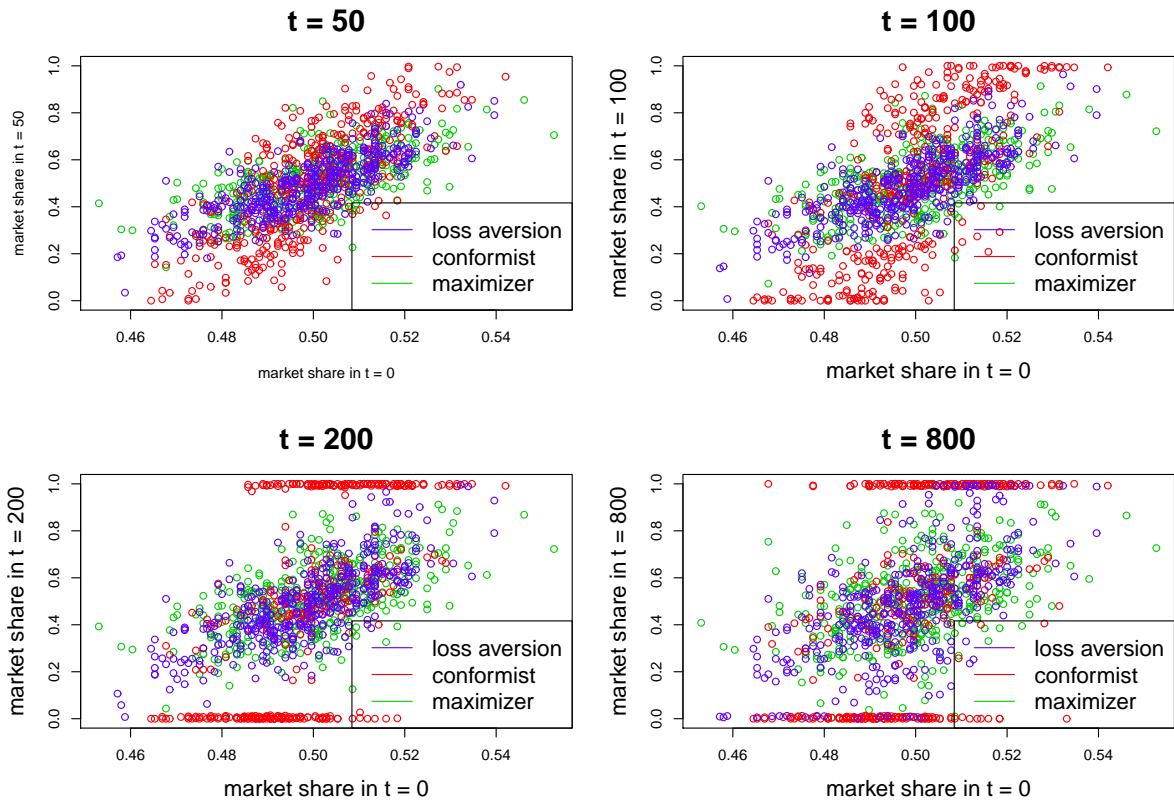 t = 50
market share in t = 50
1.0
0.8
0.6
0.4
0.2
0.0
loss aversion
conformist
maximizer
0.46 0.48 0.50 0.52 0.54
market share in t = 0
t = 100
market share in t = 100
1.0
0.8
0.6
0.4
0.2
0.0
loss aversion
conformist
maximizer
0.46 0.48 0.50 0.52 0.54
market share in t = 0
t = 200
market share in t = 200
1.0
0.8
0.6
0.4
0.2
0.0
loss aversion
conformist
maximizer
0.46 0.48 0.50 0.52 0.54
market share in t = 0
t = 800
market share in t = 800
1.0
0.8
0.6
0.4
0.2
0.0
loss aversion
conformist
maximizer
0.46 0.48 0.50 0.52 0.54
market share in t = 0